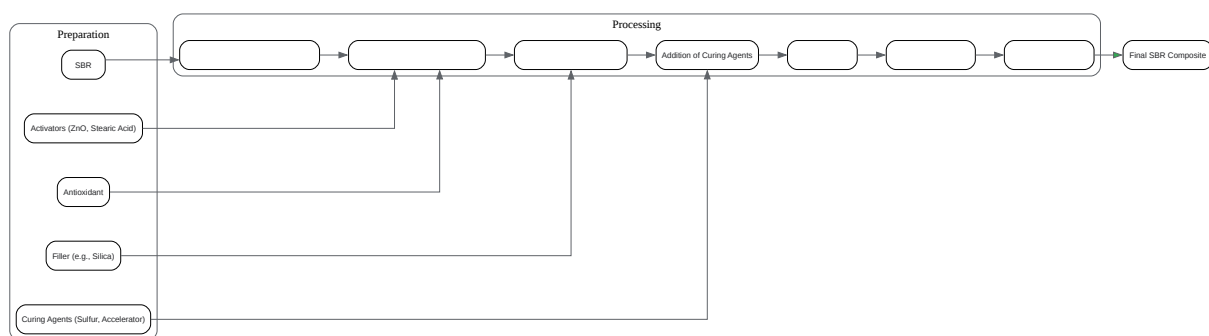 Preparation
SBR
Activators (ZnO, Stearic Acid)
Antioxidant
Filler (e.g., Silica)
Curing Agents (Sulfur, Accelerator)
Processing
Addition of Curing Agents
Final SBR Composite